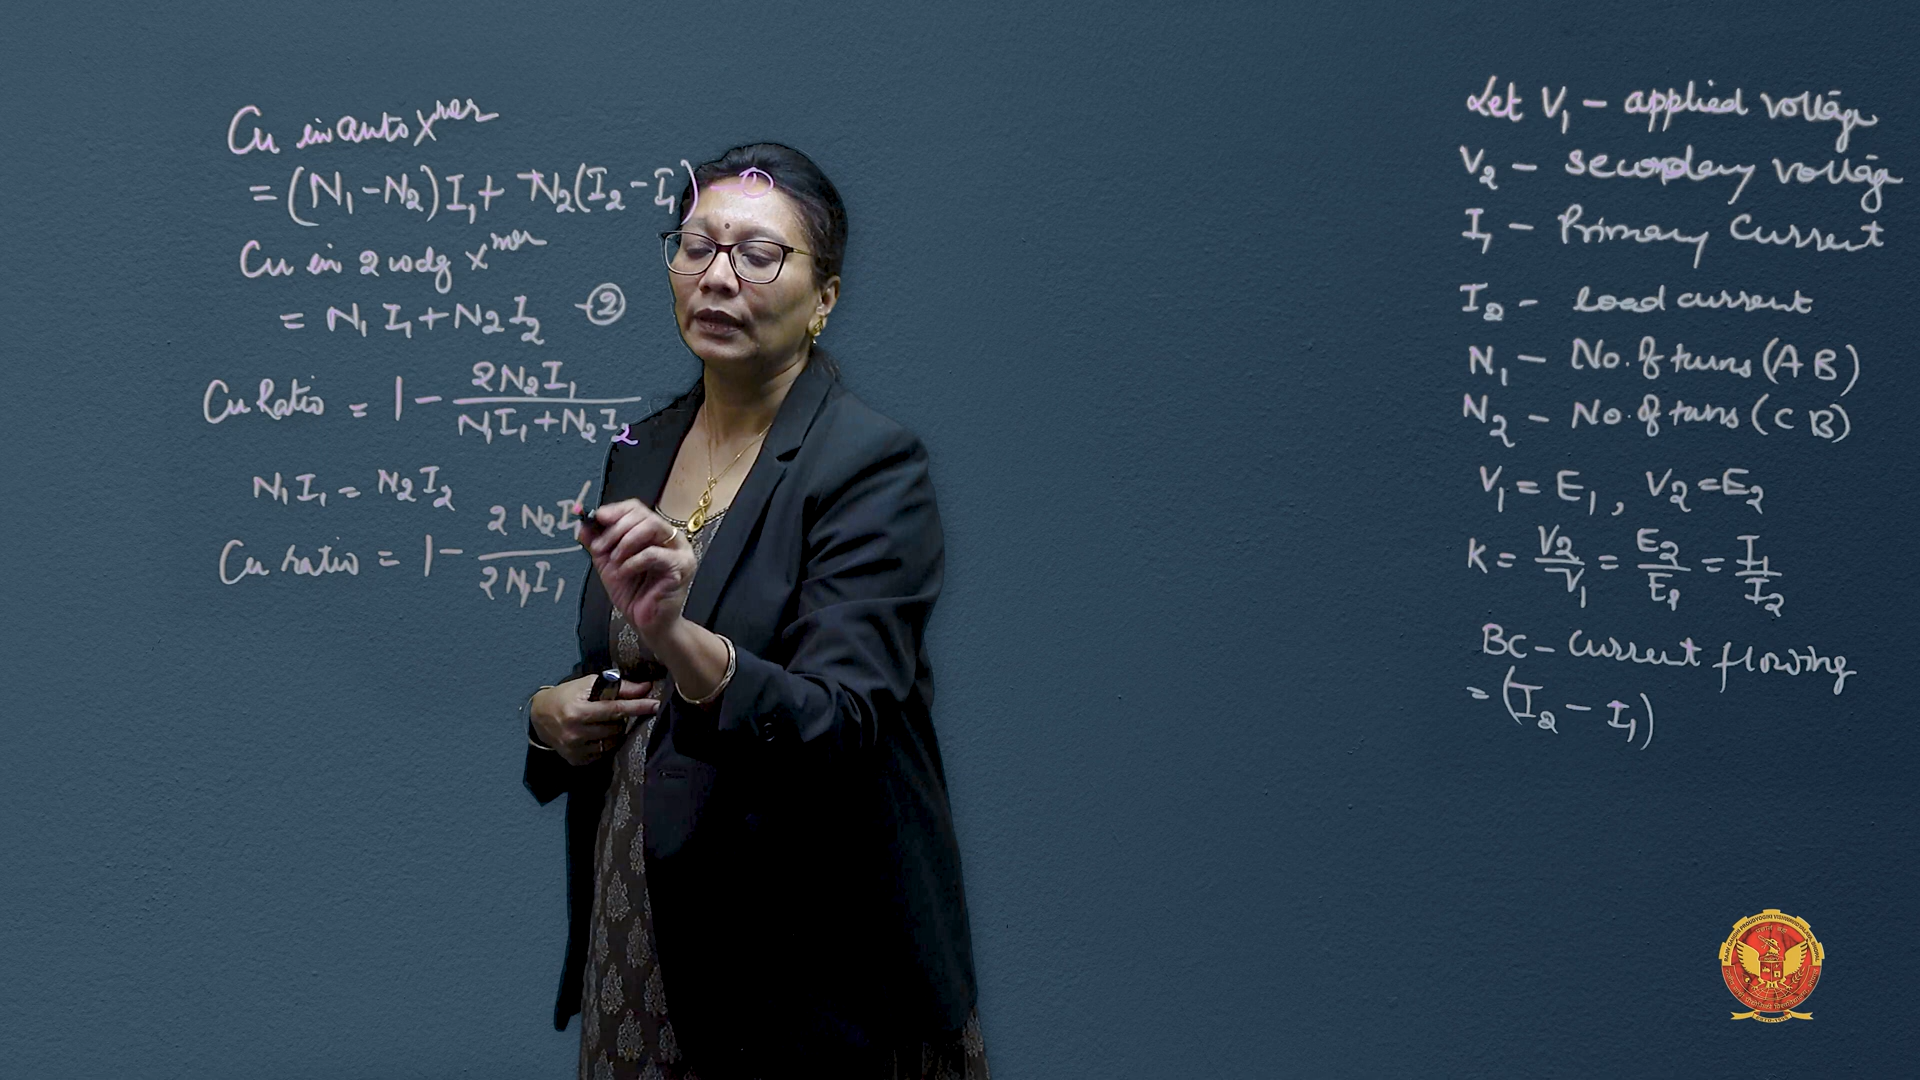 Cu in auto Xmer
= (N1 - N2) I1 + N2 (I2 - I1) - ①
Cu in 2 wdg xmer
= N1 I1 + N2 I2 - ②
Cu Ratio = 1 - 2N2I1 / N1I1 + N2I2
N1I1 = N2I2
Cu ratio = 1 - 2N2I1 / 2N1I1
Let V1 - applied voltage
V2 - secondary voltage
I1 - Primary Current
I2 - load current
N1 - No. of turns (AB)
N2 - No. of turns (CB)
V1 = E1, V2 = E2
K = V2/V1 = E2/E1 = I1/I2
BC - Current flowing
= (I2 - I1)